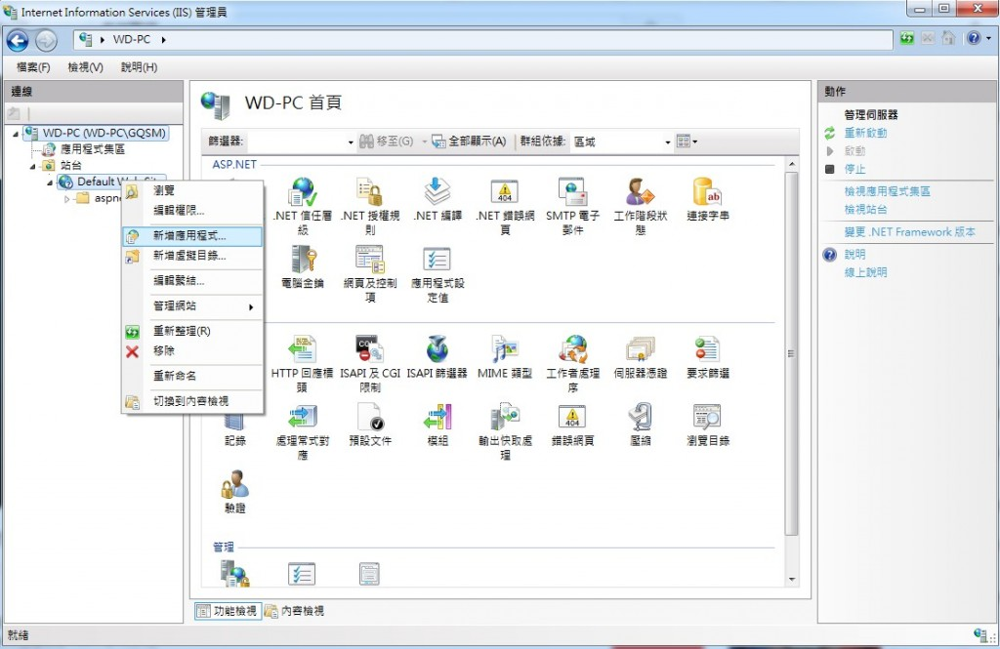 Internet Information Services (IIS) 管理員
WD-PC
檔案(F) 檢視(V) 說明(H)
連線
WD-PC (WD-PC\GQSM)
應用程式集區
站台
Default Web Sit
aspne
瀏覽
編輯權限...
新增應用程式...
新增虛擬目錄...
編輯繫結...
管理網站
重新整理(R)
移除
重新命名
切換到內容檢視
WD-PC 首頁
篩選器: 移至(G) 全部顯示(A) 群組依據: 區域
ASP.NET
.NET 信任層
級
.NET 授權規
則
.NET 編譯
.NET 錯誤網
頁
SMTP 電子
郵件
工作階段狀
態
連接字串
電腦金鑰
網頁及控制
項
應用程式設
定值
HTTP 回應標
頭
ISAPI 及 CGI
限制
ISAPI 篩選器
MIME 類型
工作者處理
序
伺服器憑證
要求篩選
記錄
處理常式對
應
預設文件
模組
輸出快取處
理
錯誤網頁
壓縮
瀏覽目錄
驗證
管理
功能檢視 內容檢視
動作
管理伺服器
重新啟動
啟動
停止
檢視應用程式集區
檢視站台
變更 .NET Framework 版本
說明
線上說明
就緒